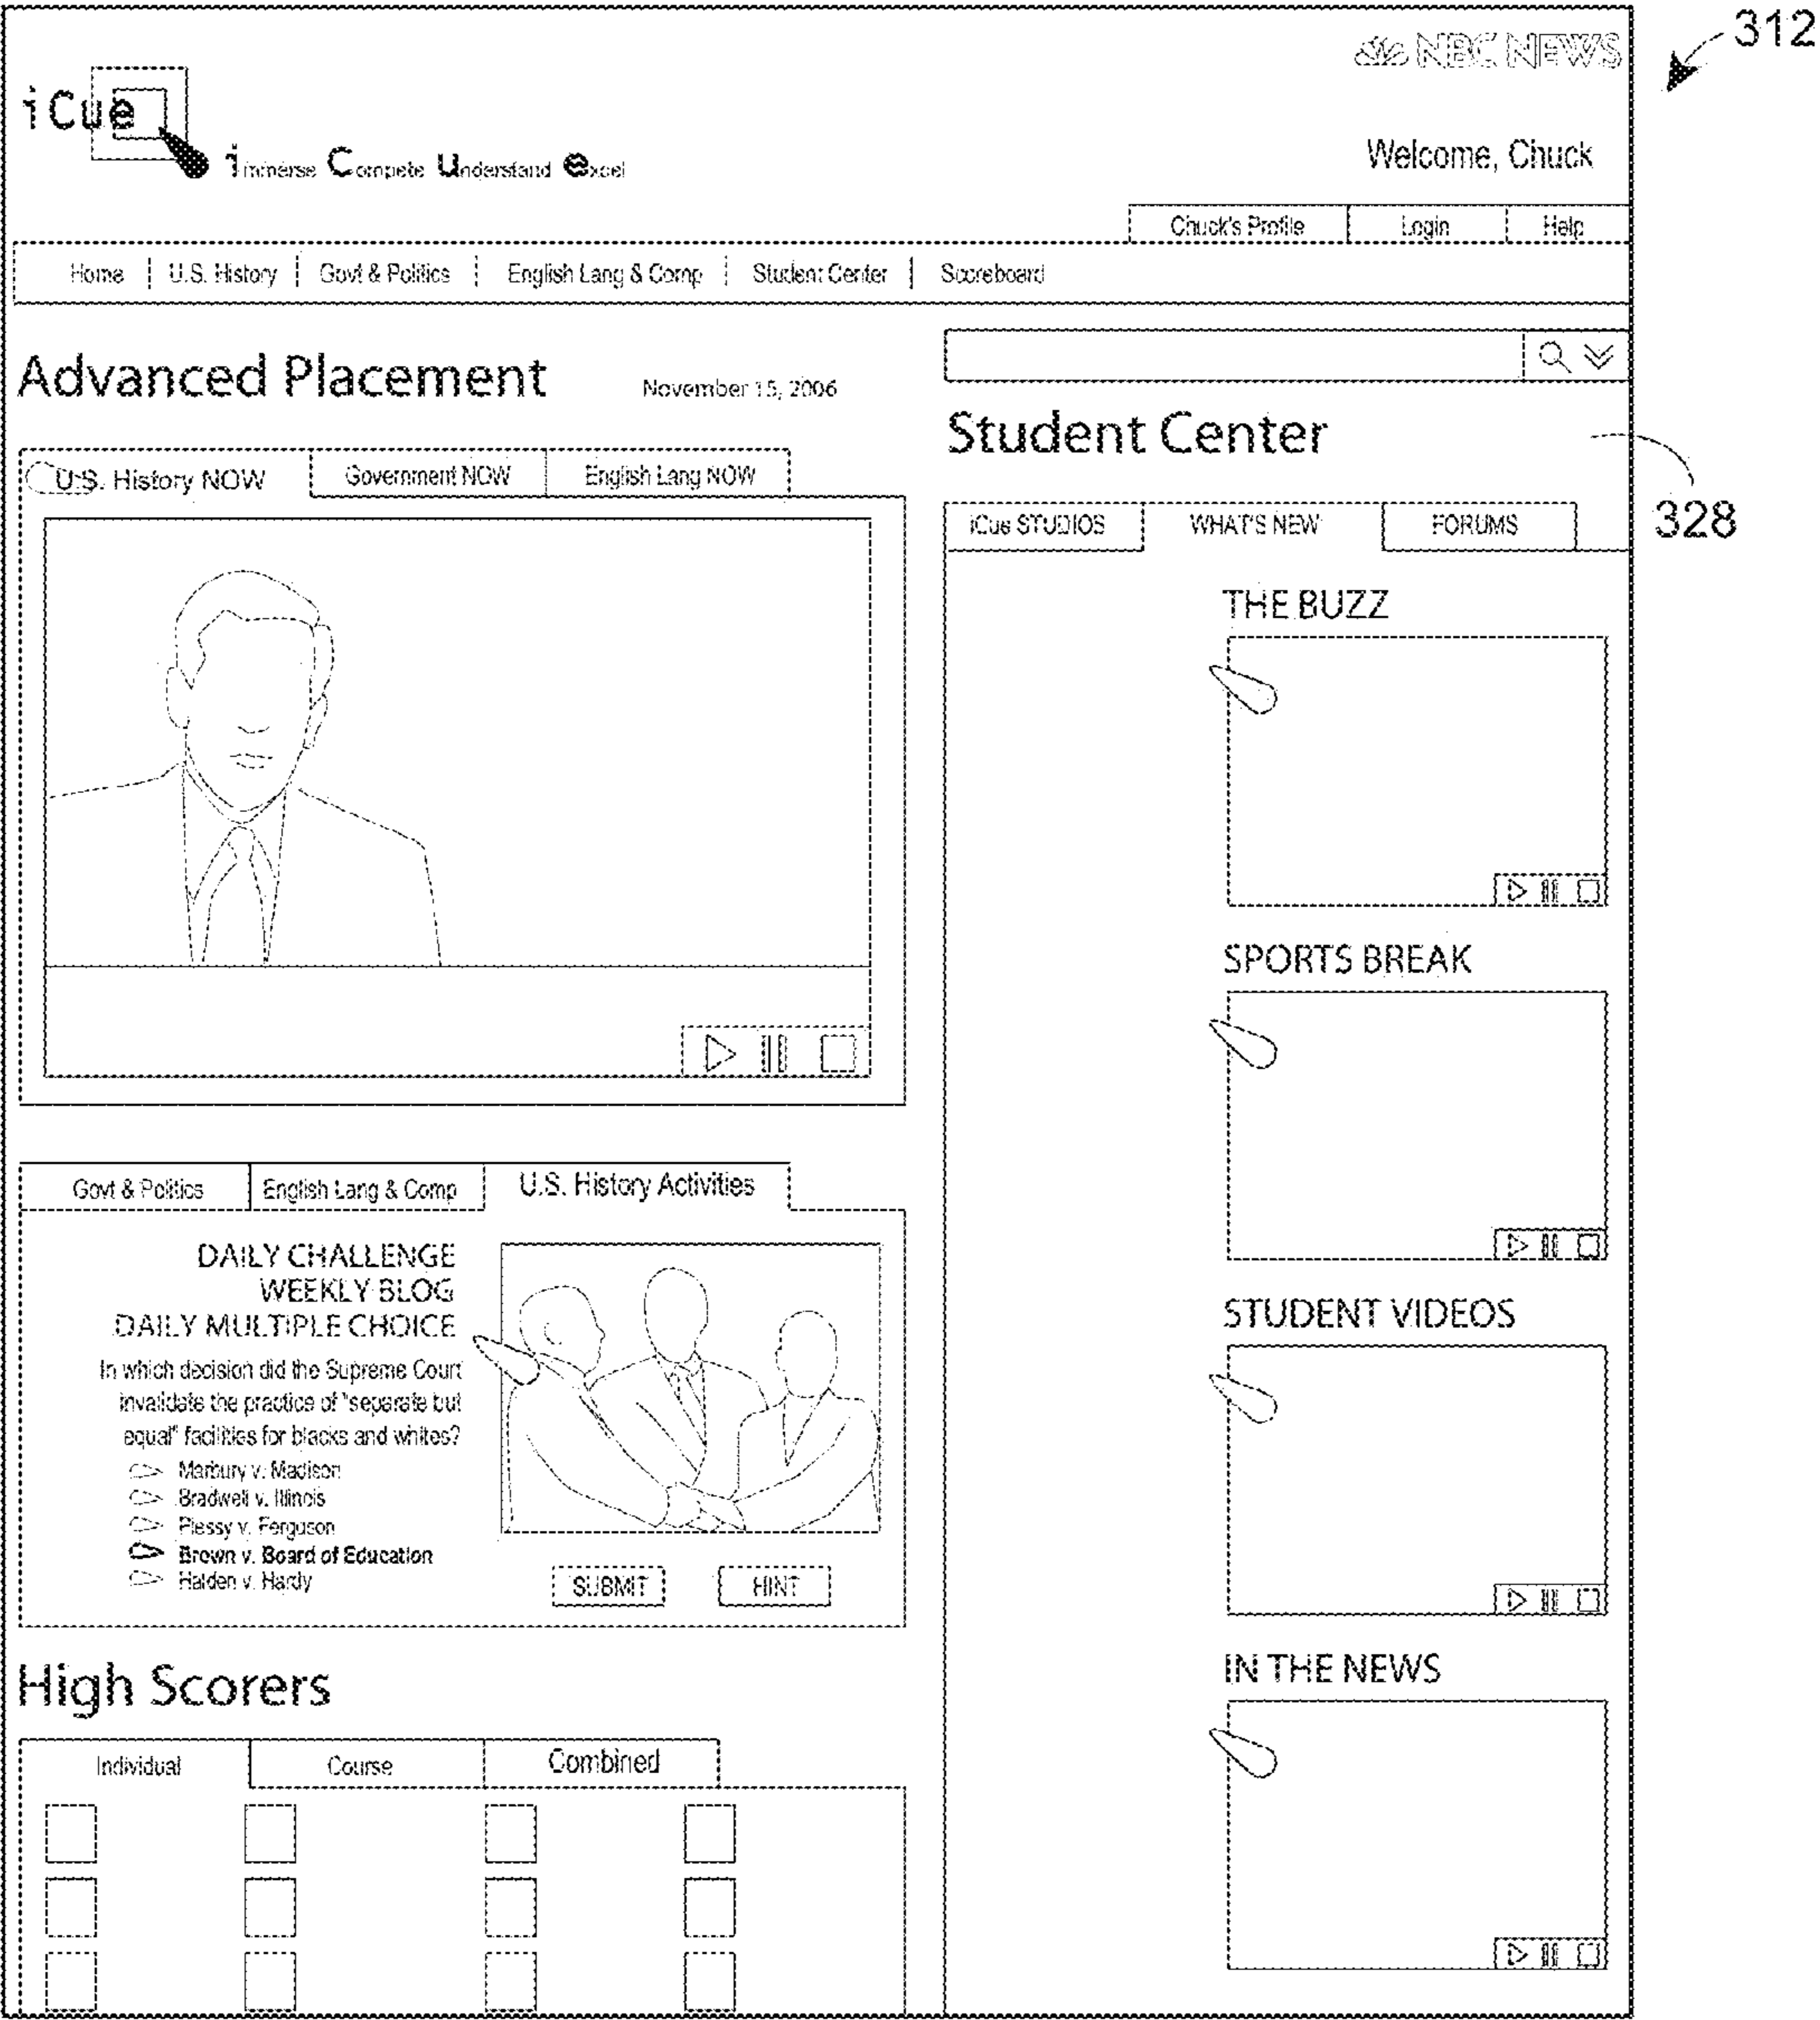 312
NBC NEWS
iCue
immerse Compete Understand excel
Welcome, Chuck
Chuck's Profile Login Help
Home U.S. History Govt & Politics English Lang & Comp Student Center Scoreboard
Advanced Placement November 15, 2006
U.S. History NOW Government NOW English Lang NOW
Govt & Politics English Lang & Comp U.S. History Activities
DAILY CHALLENGE
WEEKLY BLOG
DAILY MULTIPLE CHOICE
In which decision did the Supreme Court
invalidate the practice of "separate but
equal" facilities for blacks and whites?
Marbury v. Madison
Bradwell v. Illinois
Plessy v. Ferguson
Brown v. Board of Education
Halden v. Hardy
SUBMIT HINT
High Scorers
Individual Course Combined
Student Center
328
iCue STUDIOS WHAT'S NEW FORUMS
THE BUZZ
SPORTS BREAK
STUDENT VIDEOS
IN THE NEWS